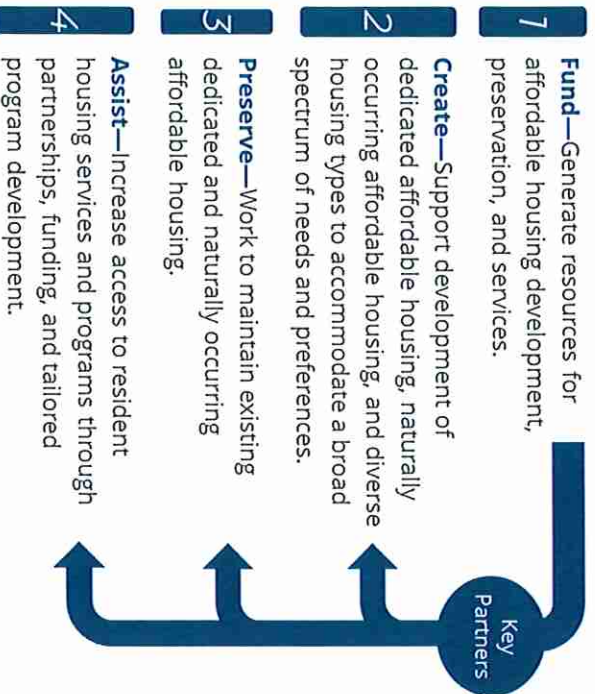 1
Fund—Generate resources for
affordable housing development,
preservation, and services.
2
Create—Support development of
dedicated affordable housing, naturally
occurring affordable housing, and diverse
housing types to accommodate a broad
spectrum of needs and preferences.
3
Preserve—Work to maintain existing
dedicated and naturally occurring
affordable housing.
4
Assist—Increase access to resident
housing services and programs through
partnerships, funding, and tailored
program development.
Key
Partners